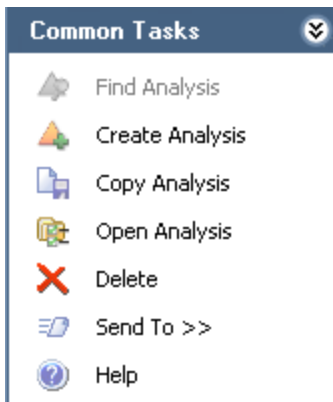 Common Tasks
Find Analysis
Create Analysis
Copy Analysis
Open Analysis
Delete
Send To >>
Help